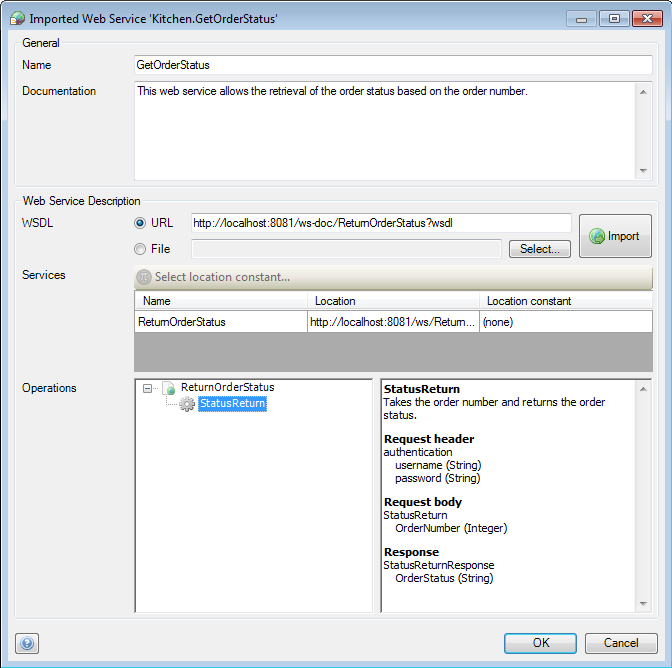 Imported Web Service 'Kitchen.GetOrderStatus'
General
Name GetOrderStatus
Documentation This web service allows the retrieval of the order status based on the order number.
Web Service Description
WSDL URL http://localhost:8081/ws-doc/ReturnOrderStatus?wsdl Import
File Select...
Services Select location constant...
Name Location Location constant
ReturnOrderStatus http://localhost:8081/ws/Return... (none)
Operations
ReturnOrderStatus
StatusReturn
StatusReturn
Takes the order number and returns the order
status.
Request header
authentication
username (String)
password (String)
Request body
StatusReturn
OrderNumber (Integer)
Response
StatusReturnResponse
OrderStatus (String)
OK Cancel